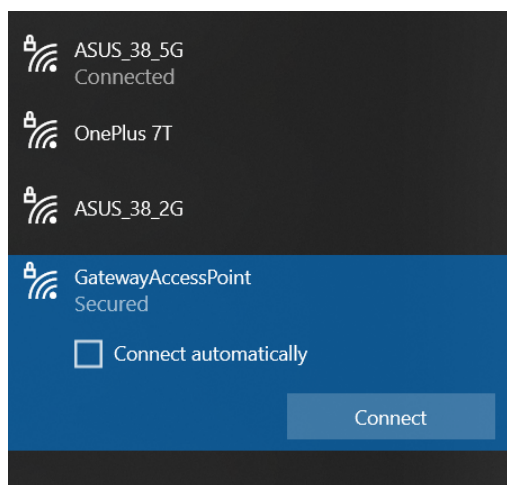 ASUS_38_5G
Connected
OnePlus 7T
ASUS_38_2G
GatewayAccessPoint
Secured
Connect automatically
Connect